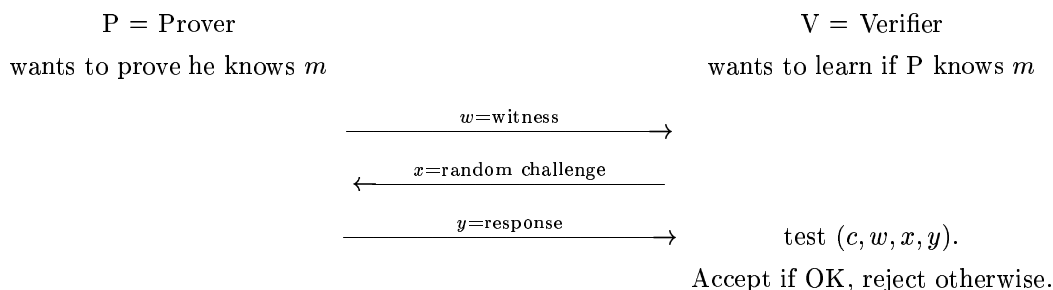 P = Prover
V = Verifier
wants to prove he knows m
wants to learn if P knows m
w=witness
x=random challenge
y=response
test (c, w, x, y).
Accept if OK, reject otherwise.